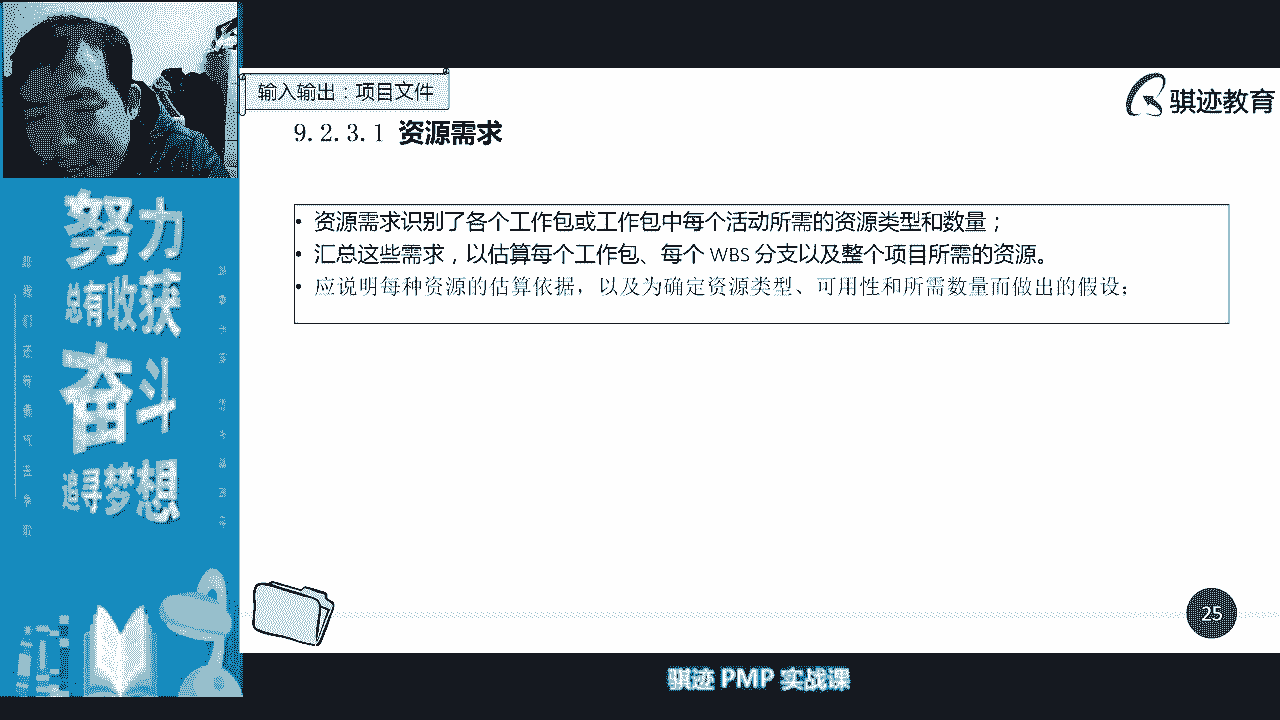 输入输出：项目文件
骐迹教育
9.2.3.1 资源需求
• 资源需求识别了各个工作包或工作包中每个活动所需的资源类型和数量；
• 汇总这些需求，以估算每个工作包、每个 WBS 分支以及整个项目所需的资源。
• 应说明每种资源的估算依据，以及为确定资源类型、可用性和所需数量而做出的假设；
努力
总有收获
奋斗
追寻梦想
25
骐迹 PMP 实战课